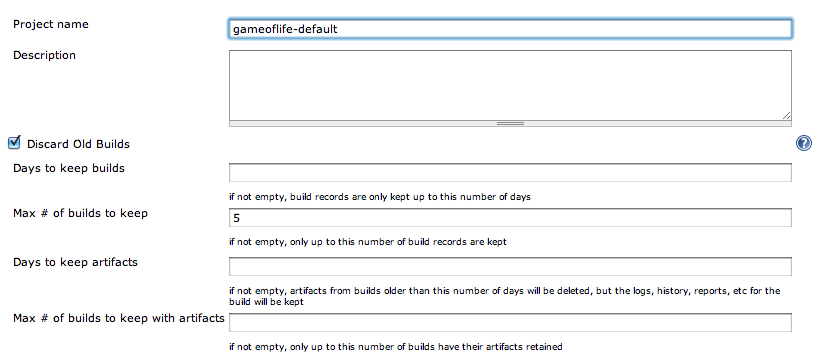 Project name
gameoflife-default
Description
Discard Old Builds
?
Days to keep builds
if not empty, build records are only kept up to this number of days
Max # of builds to keep
5
if not empty, only up to this number of build records are kept
Days to keep artifacts
if not empty, artifacts from builds older than this number of days will be deleted, but the logs, history, reports, etc for the
build will be kept
Max # of builds to keep with artifacts
if not empty, only up to this number of builds have their artifacts retained